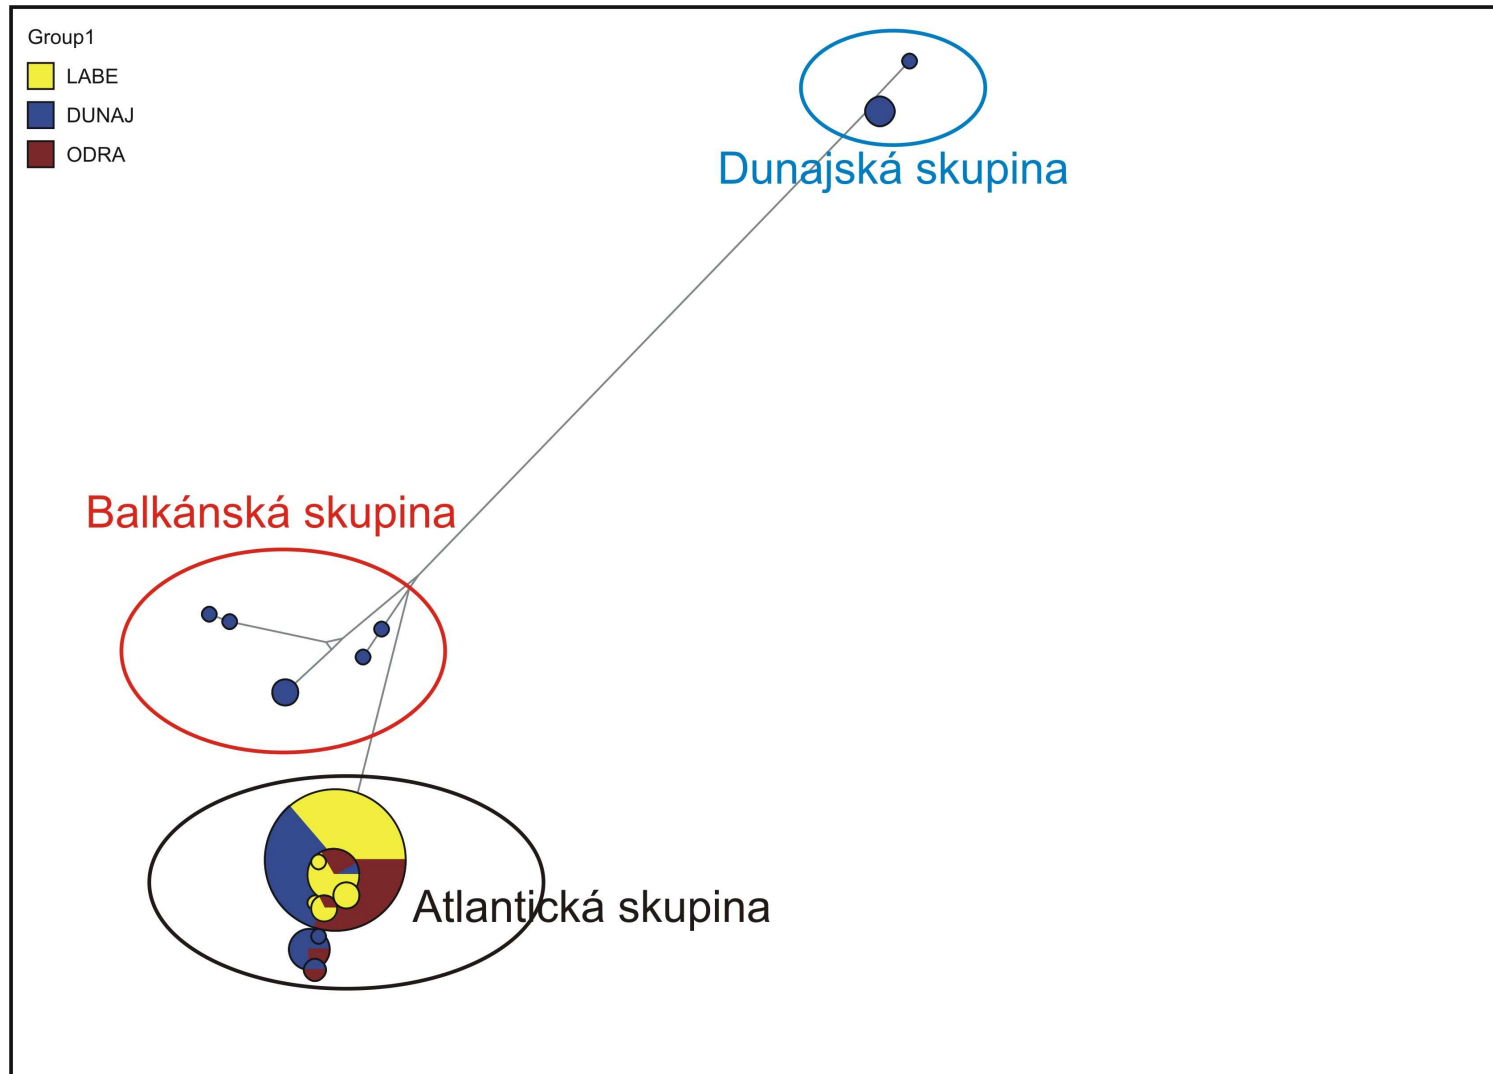 Group1
LABE
DUNAJ
ODRA
Dunajská skupina
Balkánská skupina
Atlantická skupina